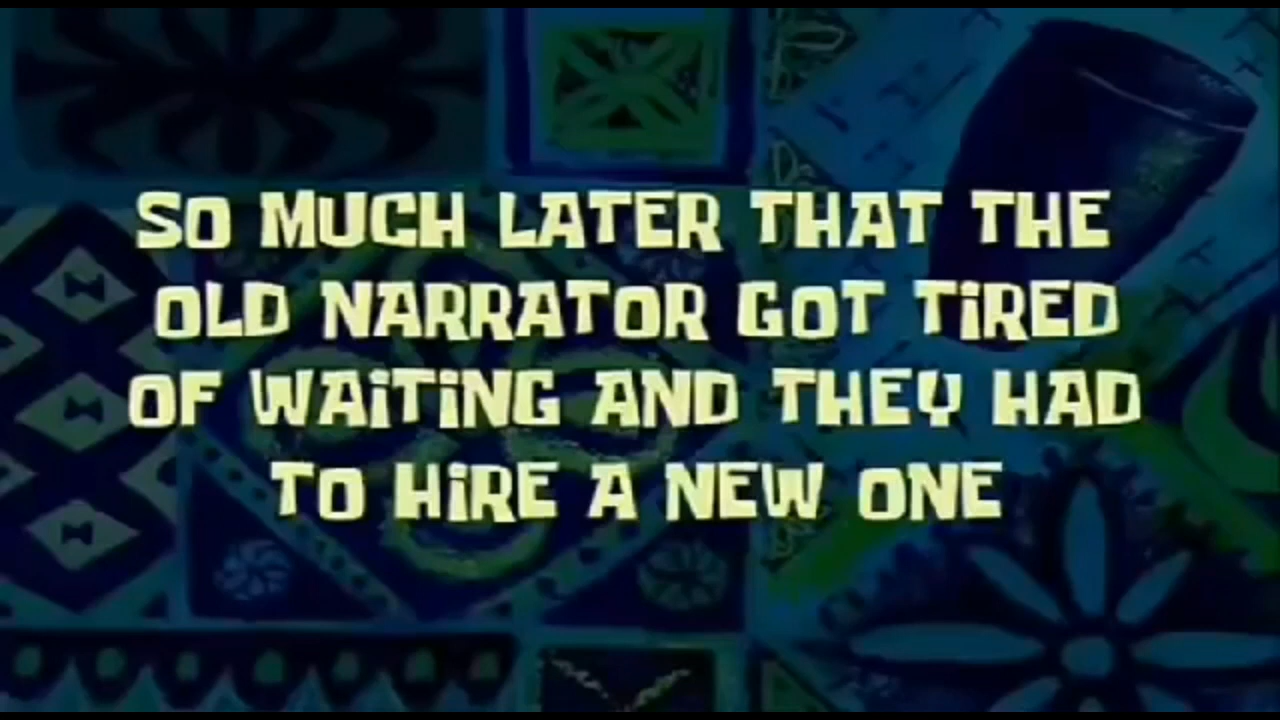 SO MUCH LATER THAT THE
OLD NARRATOR GOT TiRED
OF WAiTiNG AND THEY HAD
TO HiRE A NEW ONE